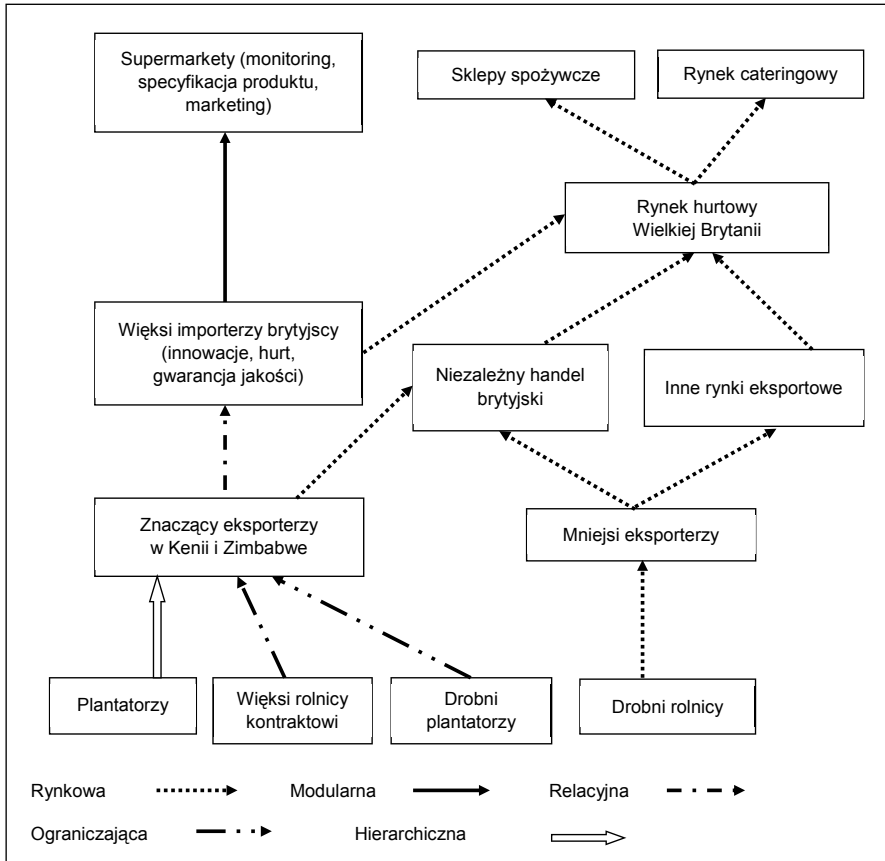 Supermarkety (monitoring,
specyfikacja produktu,
marketing)
Sklepy spożywcze
Rynek cateringowy
Rynek hurtowy
Wielkiej Brytanii
Więksi importerzy brytyjscy
(innowacje, hurt,
gwarancja jakości)
Niezależny handel
brytyjski
Inne rynki eksportowe
Znaczący eksporterzy
w Kenii i Zimbabwe
Mniejsi eksporterzy
Plantatorzy
Więksi rolnicy
kontraktowi
Drobni
plantatorzy
Drobni rolnicy
Rynkowa
Modularna
Relacyjna
Ograniczająca
Hierarchiczna